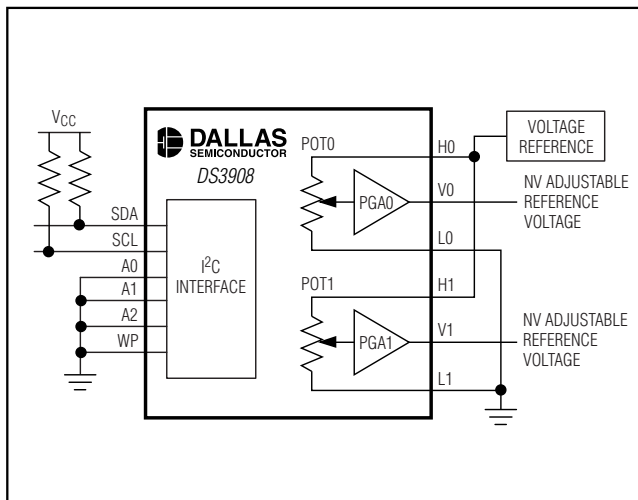 VCC
DALLAS
SEMICONDUCTOR
DS3908
SDA
SCL
A0
A1
A2
WP
I2C
INTERFACE
POT0
PGA0
POT1
PGA1
H0
V0
L0
H1
V1
L1
VOLTAGE
REFERENCE
NV ADJUSTABLE
REFERENCE
VOLTAGE
NV ADJUSTABLE
REFERENCE
VOLTAGE